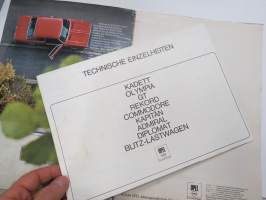 TECHNISCHE EINZELHEITEN
KADETT
OLYMPIA
GT
REKORD
COMMODORE
KAPITÄN
ADMIRAL
DIPLOMAT
BLITZ-LASTWAGEN